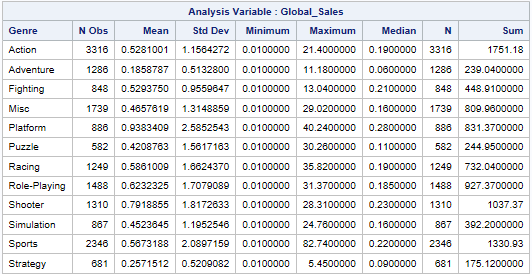 Analysis Variable : Global_Sales
Genre N Obs Mean Std Dev Minimum Maximum Median N Sum
Action 3316 0.5281001 1.1564272 0.0100000 21.4000000 0.1900000 3316 1751.18
Adventure 1286 0.1858787 0.5132800 0.0100000 11.1800000 0.0600000 1286 239.0400000
Fighting 848 0.5293750 0.9559647 0.0100000 13.0400000 0.2100000 848 448.9100000
Misc 1739 0.4657619 1.3148859 0.0100000 29.0200000 0.1600000 1739 809.9600000
Platform 886 0.9383409 2.5852543 0.0100000 40.2400000 0.2800000 886 831.3700000
Puzzle 582 0.4208763 1.5617163 0.0100000 30.2600000 0.1100000 582 244.9500000
Racing 1249 0.5861009 1.6624370 0.0100000 35.8200000 0.1900000 1249 732.0400000
Role-Playing 1488 0.6232325 1.7079089 0.0100000 31.3700000 0.1850000 1488 927.3700000
Shooter 1310 0.7918855 1.8172633 0.0100000 28.3100000 0.2300000 1310 1037.37
Simulation 867 0.4523645 1.1952546 0.0100000 24.7600000 0.1600000 867 392.2000000
Sports 2346 0.5673188 2.0897159 0.0100000 82.7400000 0.2200000 2346 1330.93
Strategy 681 0.2571512 0.5209082 0.0100000 5.4500000 0.0900000 681 175.1200000